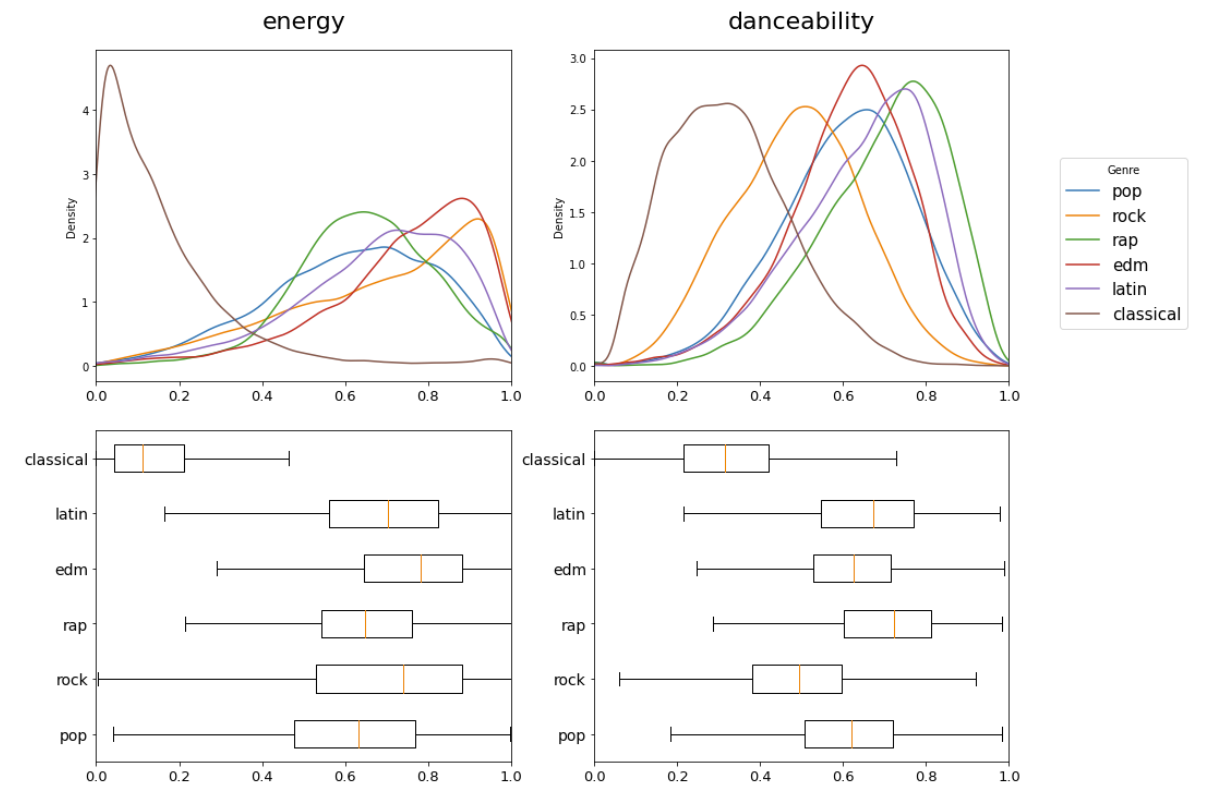 energy
danceability
Density
4
3
2
1
0
0.0 0.2 0.4 0.6 0.8 1.0
Density
3.0
2.5
2.0
1.5
1.0
0.5
0.0
0.0 0.2 0.4 0.6 0.8 1.0
Genre
pop
rock
rap
edm
latin
classical
classical
latin
edm
rap
rock
pop
0.0 0.2 0.4 0.6 0.8 1.0
classical
latin
edm
rap
rock
pop
0.0 0.2 0.4 0.6 0.8 1.0